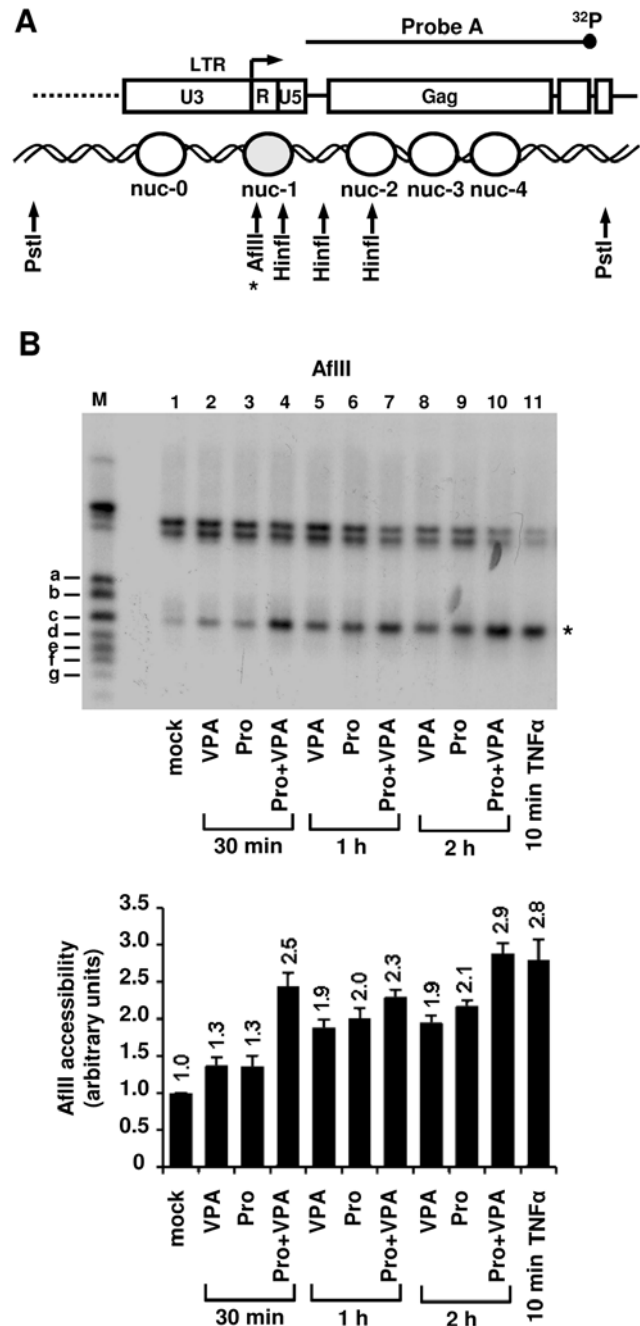 A
Probe A
32P
LTR
U3 R U5 Gag
nuc-0 nuc-1 nuc-2 nuc-3 nuc-4
PstI
* AflII
HinfI
HinfI
HinfI
PstI
B
AflII
M 1 2 3 4 5 6 7 8 9 10 11
a
b
c
d
e
f
g
*
mock VPA Pro Pro+VPA VPA Pro Pro+VPA VPA Pro Pro+VPA 10 min TNFα
30 min 1 h 2 h
AflII accessibility
(arbitrary units)
3.5
3.0
2.5
2.0
1.5
1.0
0.5
0
1.0 1.3 1.3 2.5 1.9 2.0 2.3 1.9 2.1 2.9 2.8
mock VPA Pro Pro+VPA VPA Pro Pro+VPA VPA Pro Pro+VPA 10 min TNFα
30 min 1 h 2 h